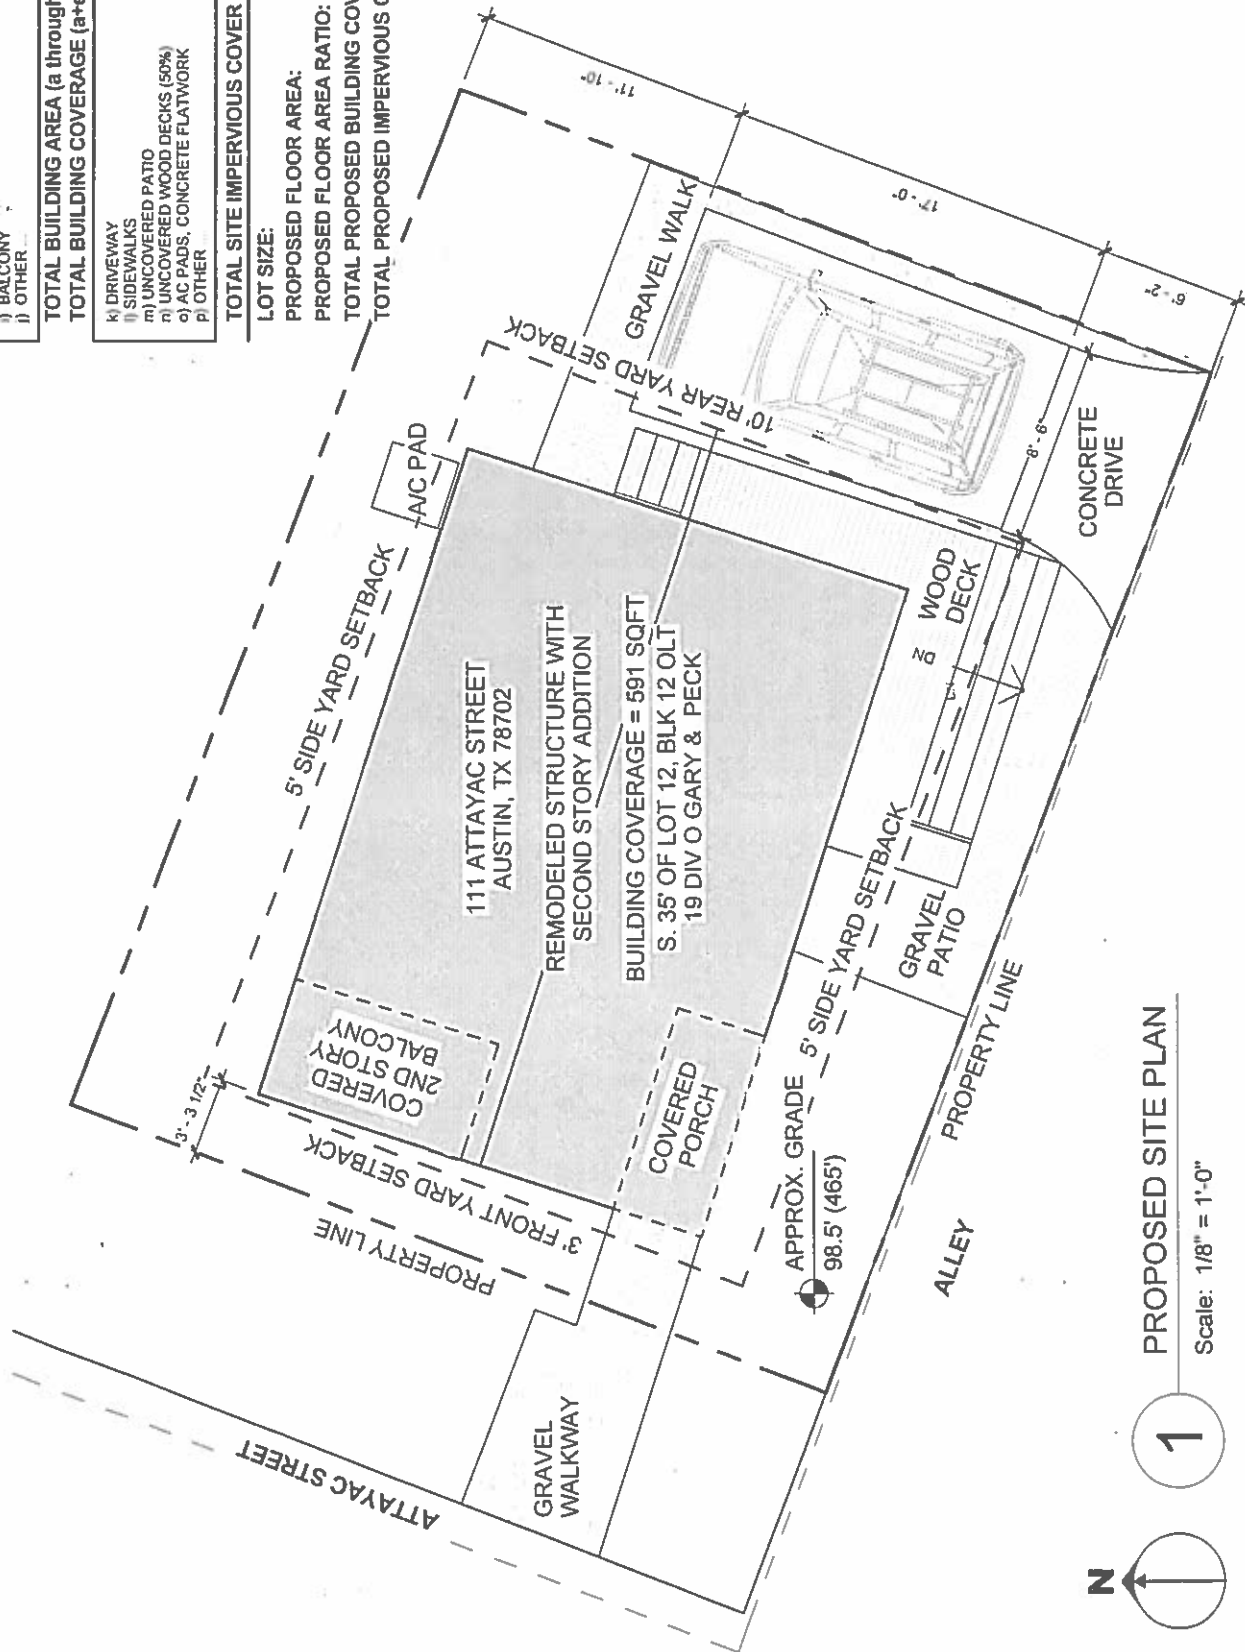 i) BALCONY
j) OTHER
TOTAL BUILDING AREA (a through
TOTAL BUILDING COVERAGE (a+
k) DRIVEWAY
l) SIDEWALKS
m) UNCOVERED PATIO
n) UNCOVERED WOOD DECKS (50%)
o) AC PADS, CONCRETE FLATWORK
p) OTHER
TOTAL SITE IMPERVIOUS COVER
LOT SIZE:
PROPOSED FLOOR AREA:
PROPOSED FLOOR AREA RATIO:
TOTAL PROPOSED BUILDING COV
TOTAL PROPOSED IMPERVIOUS
11'-10"
17'-0"
6'-2"
GRAVEL WALK
10' REAR YARD SETBACK
A/C PAD
5' SIDE YARD SETBACK
8'-9"
CONCRETE
DRIVE
WOOD
DECK
DN
111 ATTAYAC STREET
AUSTIN, TX 78702
REMODELED STRUCTURE WITH
SECOND STORY ADDITION
BUILDING COVERAGE = 591 SQFT
S. 35' OF LOT 12, BLK 12 OLT
19 DIV O GARY & PECK
COVERED
2ND STORY
BALCONY
3'-3 1/2"
3' FRONT YARD SETBACK
PROPERTY LINE
COVERED
PORCH
5' SIDE YARD SETBACK
GRAVEL
PATIO
APPROX. GRADE
98.5' (465')
PROPERTY LINE
ALLEY
GRAVEL
WALKWAY
ATTAYAC STREET
N
1
PROPOSED SITE PLAN
Scale: 1/8" = 1'-0"